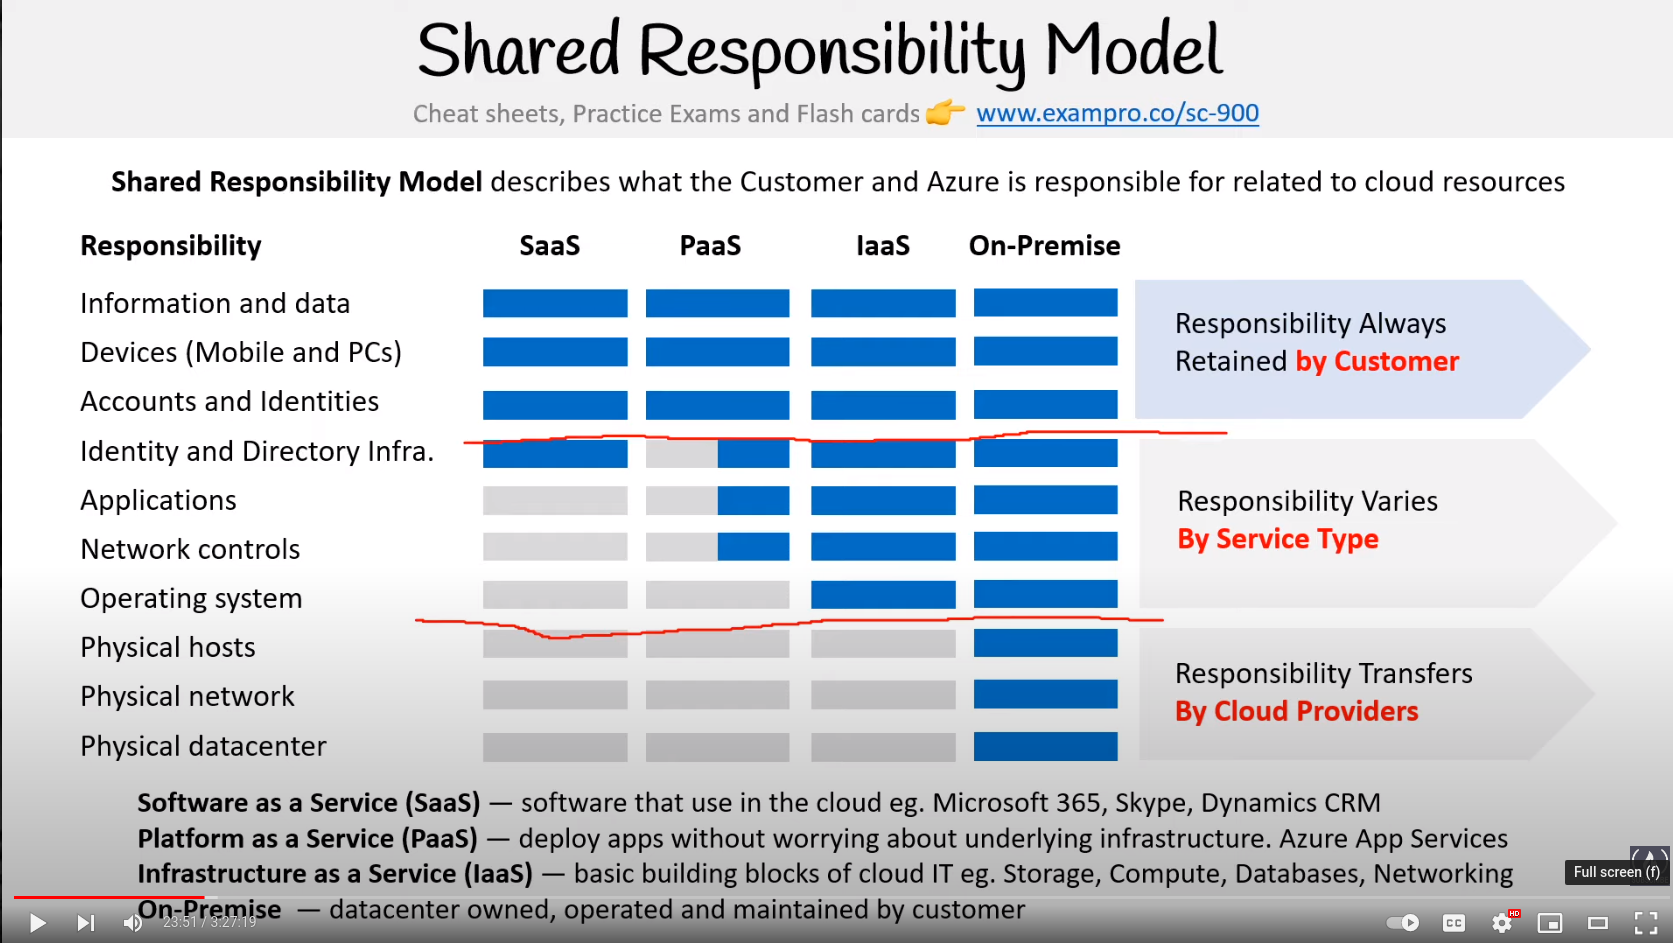 Shared Responsibility Model
Cheat sheets, Practice Exams and Flash cards 👉 www.exampro.co/sc-900
Shared Responsibility Model describes what the Customer and Azure is responsible for related to cloud resources
Responsibility SaaS PaaS IaaS On-Premise
Information and data
Devices (Mobile and PCs)
Accounts and Identities
Responsibility Always
Retained by Customer
Identity and Directory Infra.
Applications
Network controls
Operating system
Responsibility Varies
By Service Type
Physical hosts
Physical network
Physical datacenter
Responsibility Transfers
By Cloud Providers
Software as a Service (SaaS) — software that use in the cloud eg. Microsoft 365, Skype, Dynamics CRM
Platform as a Service (PaaS) — deploy apps without worrying about underlying infrastructure. Azure App Services
Infrastructure as a Service (IaaS) — basic building blocks of cloud IT eg. Storage, Compute, Databases, Networking
On-Premise — datacenter owned, operated and maintained by customer
Full screen (f)
23:51 / 3:27:19
CC
HD